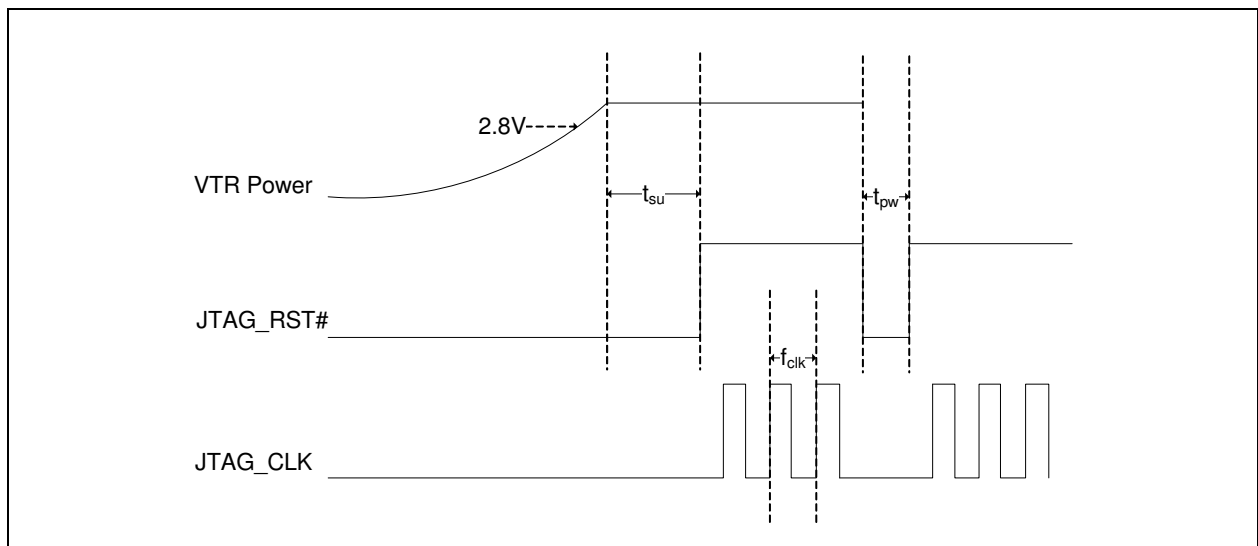 2.8V
VTR Power
tsu
tpw
JTAG_RST#
fclk
JTAG_CLK